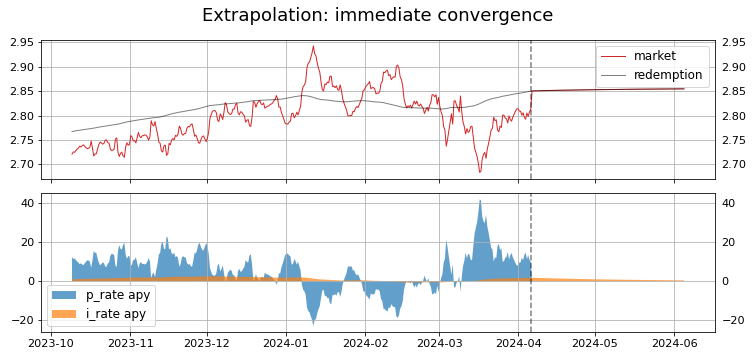 Extrapolation: immediate convergence
2.95 2.95
2.90 2.90
2.85 2.85
2.80 2.80
2.75 2.75
2.70 2.70
market
redemption
40 40
20 20
0 0
−20 −20
p_rate apy
i_rate apy
2023-10 2023-11 2023-12 2024-01 2024-02 2024-03 2024-04 2024-05 2024-06